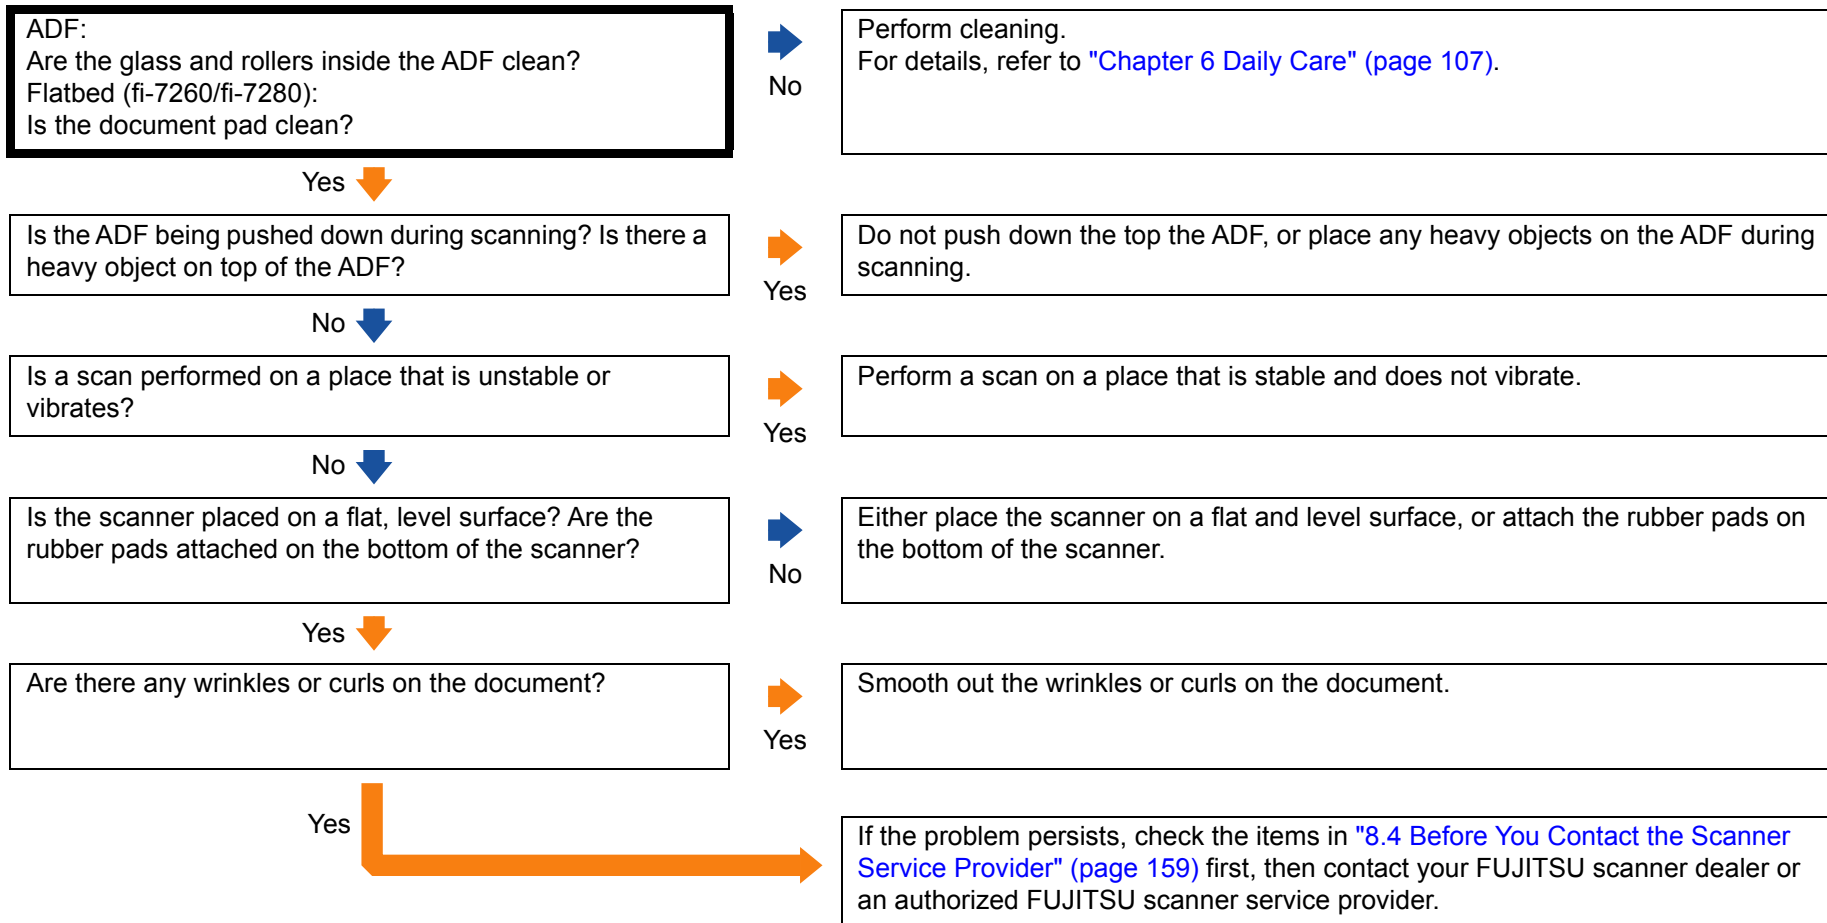 ADF:
Are the glass and rollers inside the ADF clean?
Flatbed (fi-7260/fi-7280):
Is the document pad clean?
No
Perform cleaning.
For details, refer to "Chapter 6 Daily Care" (page 107).
Yes
Is the ADF being pushed down during scanning? Is there a
heavy object on top of the ADF?
Yes
Do not push down the top the ADF, or place any heavy objects on the ADF during
scanning.
No
Is a scan performed on a place that is unstable or
vibrates?
Yes
Perform a scan on a place that is stable and does not vibrate.
No
Is the scanner placed on a flat, level surface? Are the
rubber pads attached on the bottom of the scanner?
No
Either place the scanner on a flat and level surface, or attach the rubber pads on
the bottom of the scanner.
Yes
Are there any wrinkles or curls on the document?
Yes
Smooth out the wrinkles or curls on the document.
Yes
If the problem persists, check the items in "8.4 Before You Contact the Scanner
Service Provider" (page 159) first, then contact your FUJITSU scanner dealer or
an authorized FUJITSU scanner service provider.